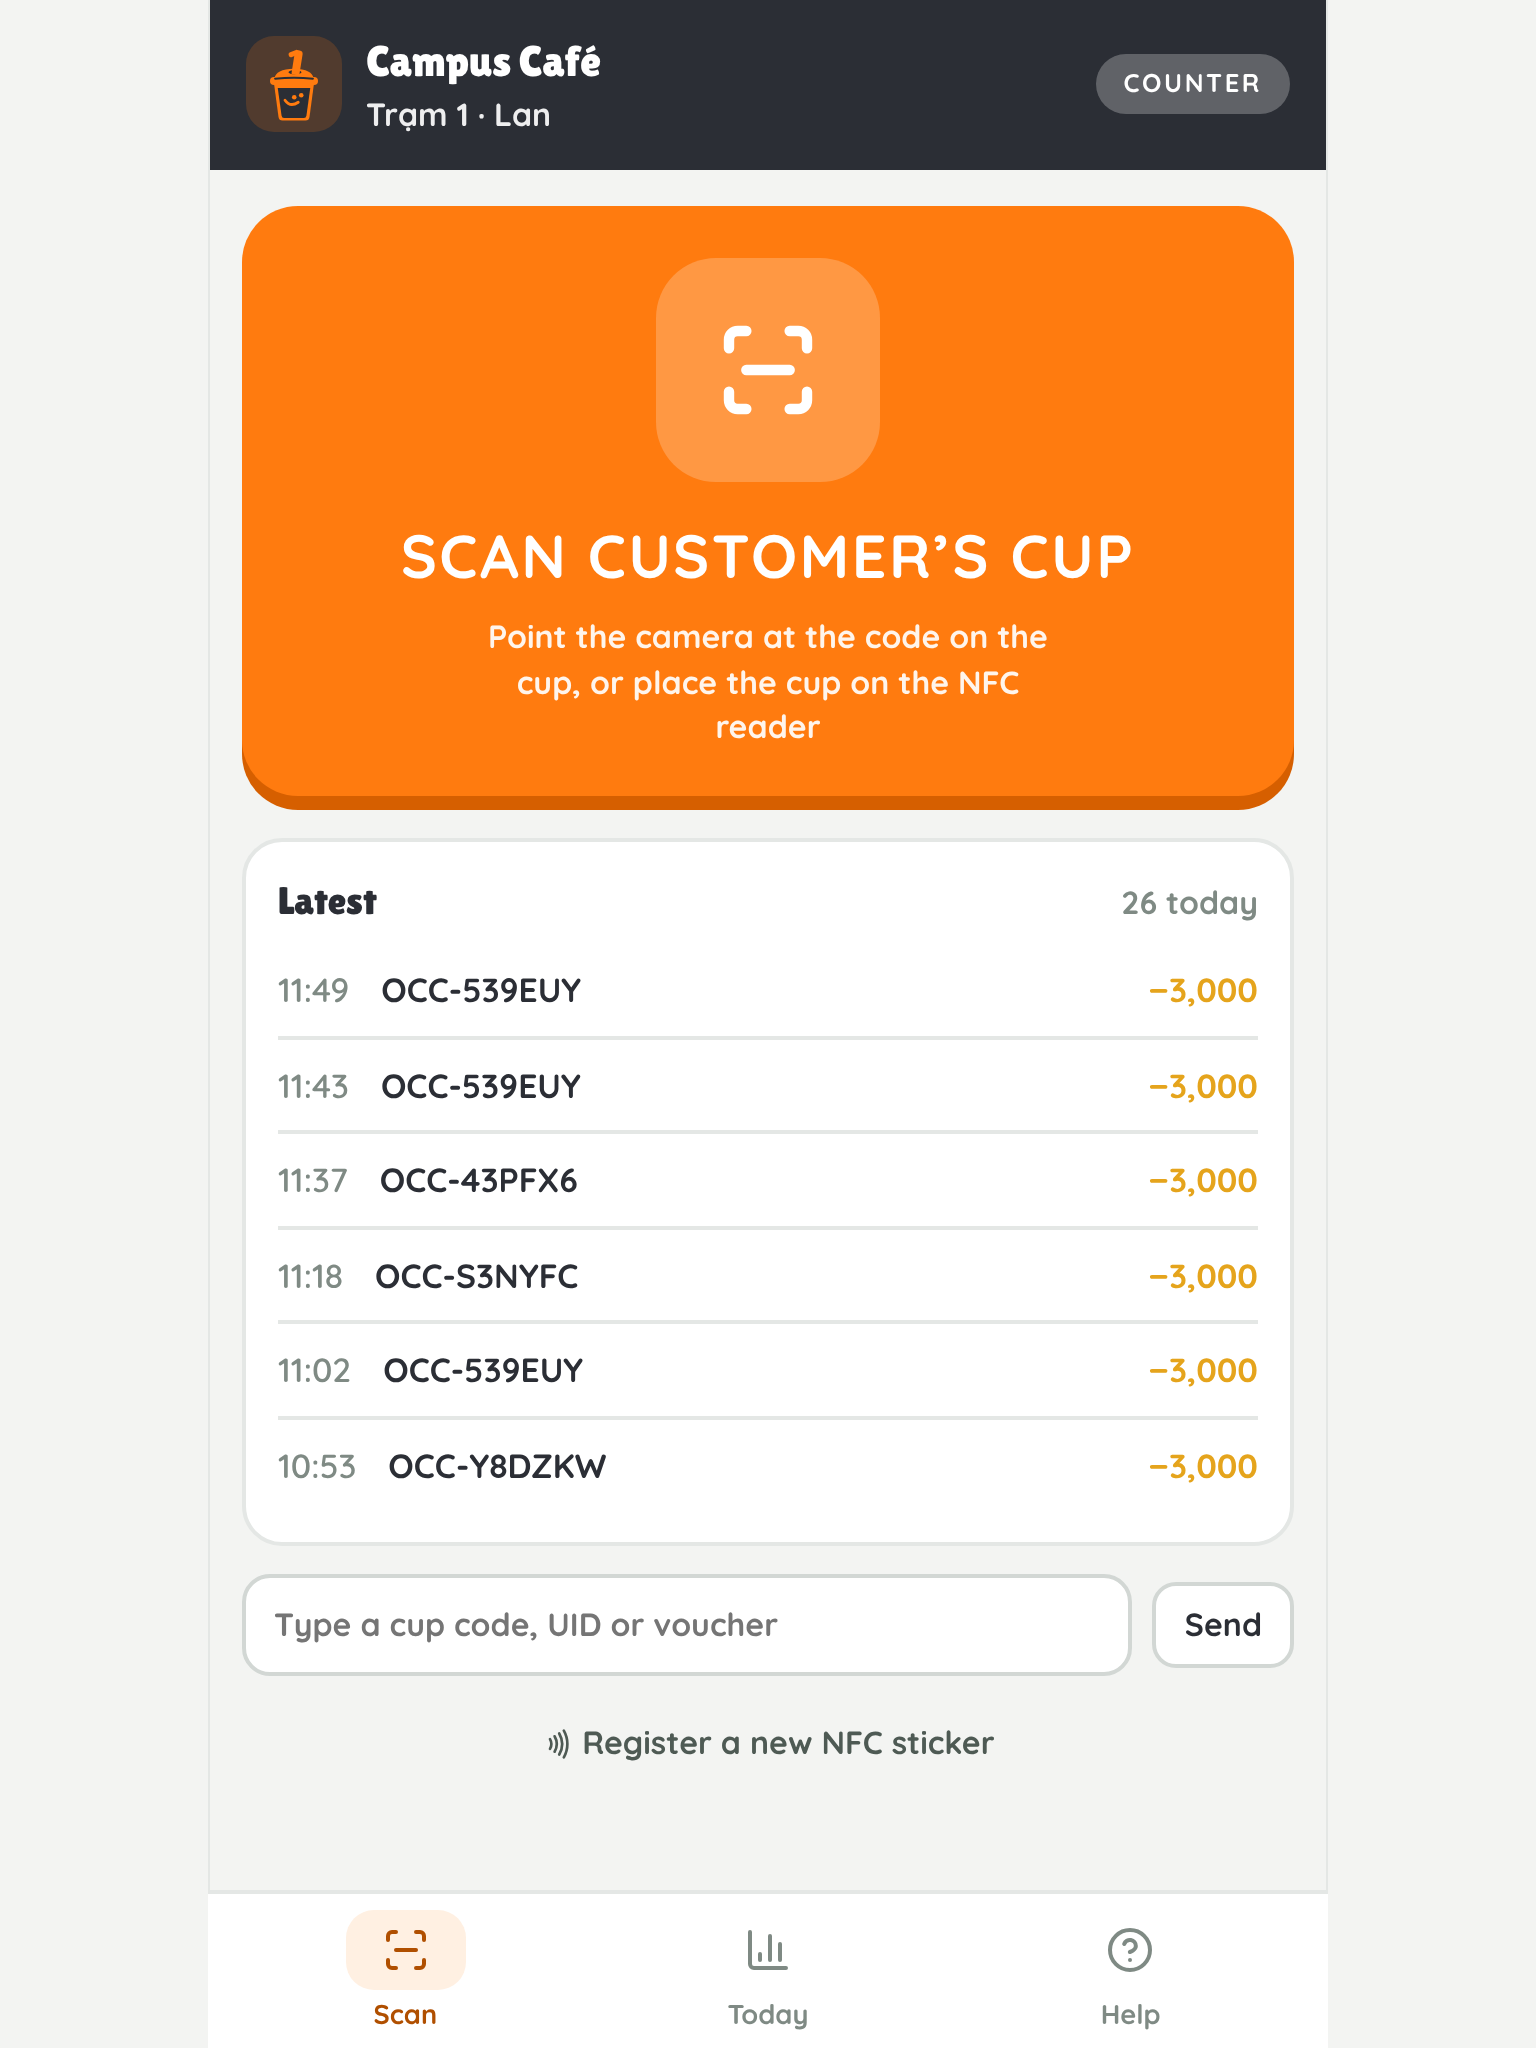 Campus Café
Trạm 1 · Lan
COUNTER
SCAN CUSTOMER’S CUP
Point the camera at the code on the
cup, or place the cup on the NFC
reader
Latest
26 today
11:49 OCC-539EUY −3,000
11:43 OCC-539EUY −3,000
11:37 OCC-43PFX6 −3,000
11:18 OCC-S3NYFC −3,000
11:02 OCC-539EUY −3,000
10:53 OCC-Y8DZKW −3,000
Type a cup code, UID or voucher
Send
Register a new NFC sticker
Scan
Today
Help